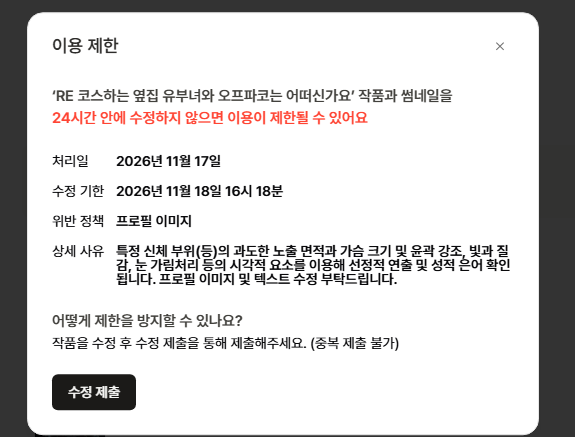 이용 제한
‘RE 코스하는 옆집 유부녀와 오프파코는 어떠신가요’ 작품과 썸네일을
24시간 안에 수정하지 않으면 이용이 제한될 수 있어요
처리일 2026년 11월 17일
수정 기한 2026년 11월 18일 16시 18분
위반 정책 프로필 이미지
상세 사유 특정 신체 부위(등)의 과도한 노출 면적과 가슴 크기 및 윤곽 강조, 빛과 질
감, 눈 가림처리 등의 시각적 요소를 이용해 선정적 연출 및 성적 은어 확인
됩니다. 프로필 이미지 및 텍스트 수정 부탁드립니다.
어떻게 제한을 방지할 수 있나요?
작품을 수정 후 수정 제출을 통해 제출해주세요. (중복 제출 불가)
수정 제출